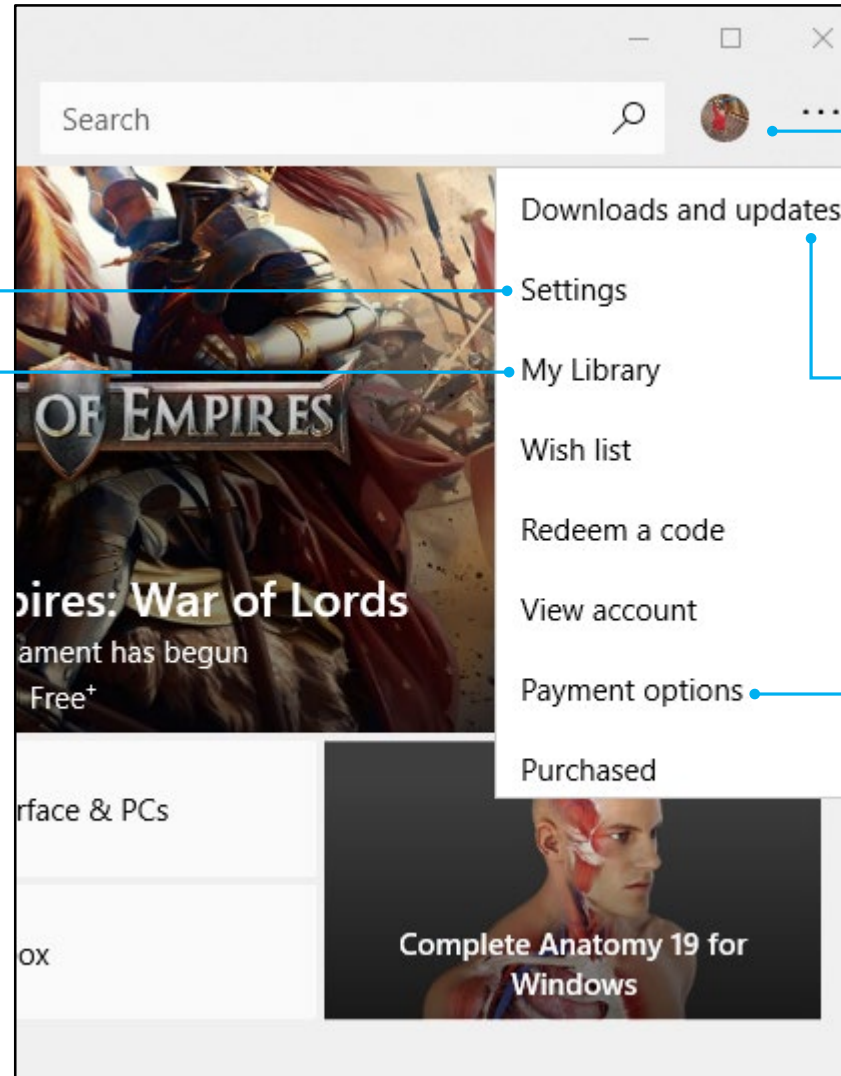 Search
Downloads and updates
Settings
My Library
Wish list
Redeem a code
View account
Payment options
Purchased
OF EMPIRES
pires: War of Lords
ament has begun
Free⁺
rface & PCs
ox
Complete Anatomy 19 for
Windows